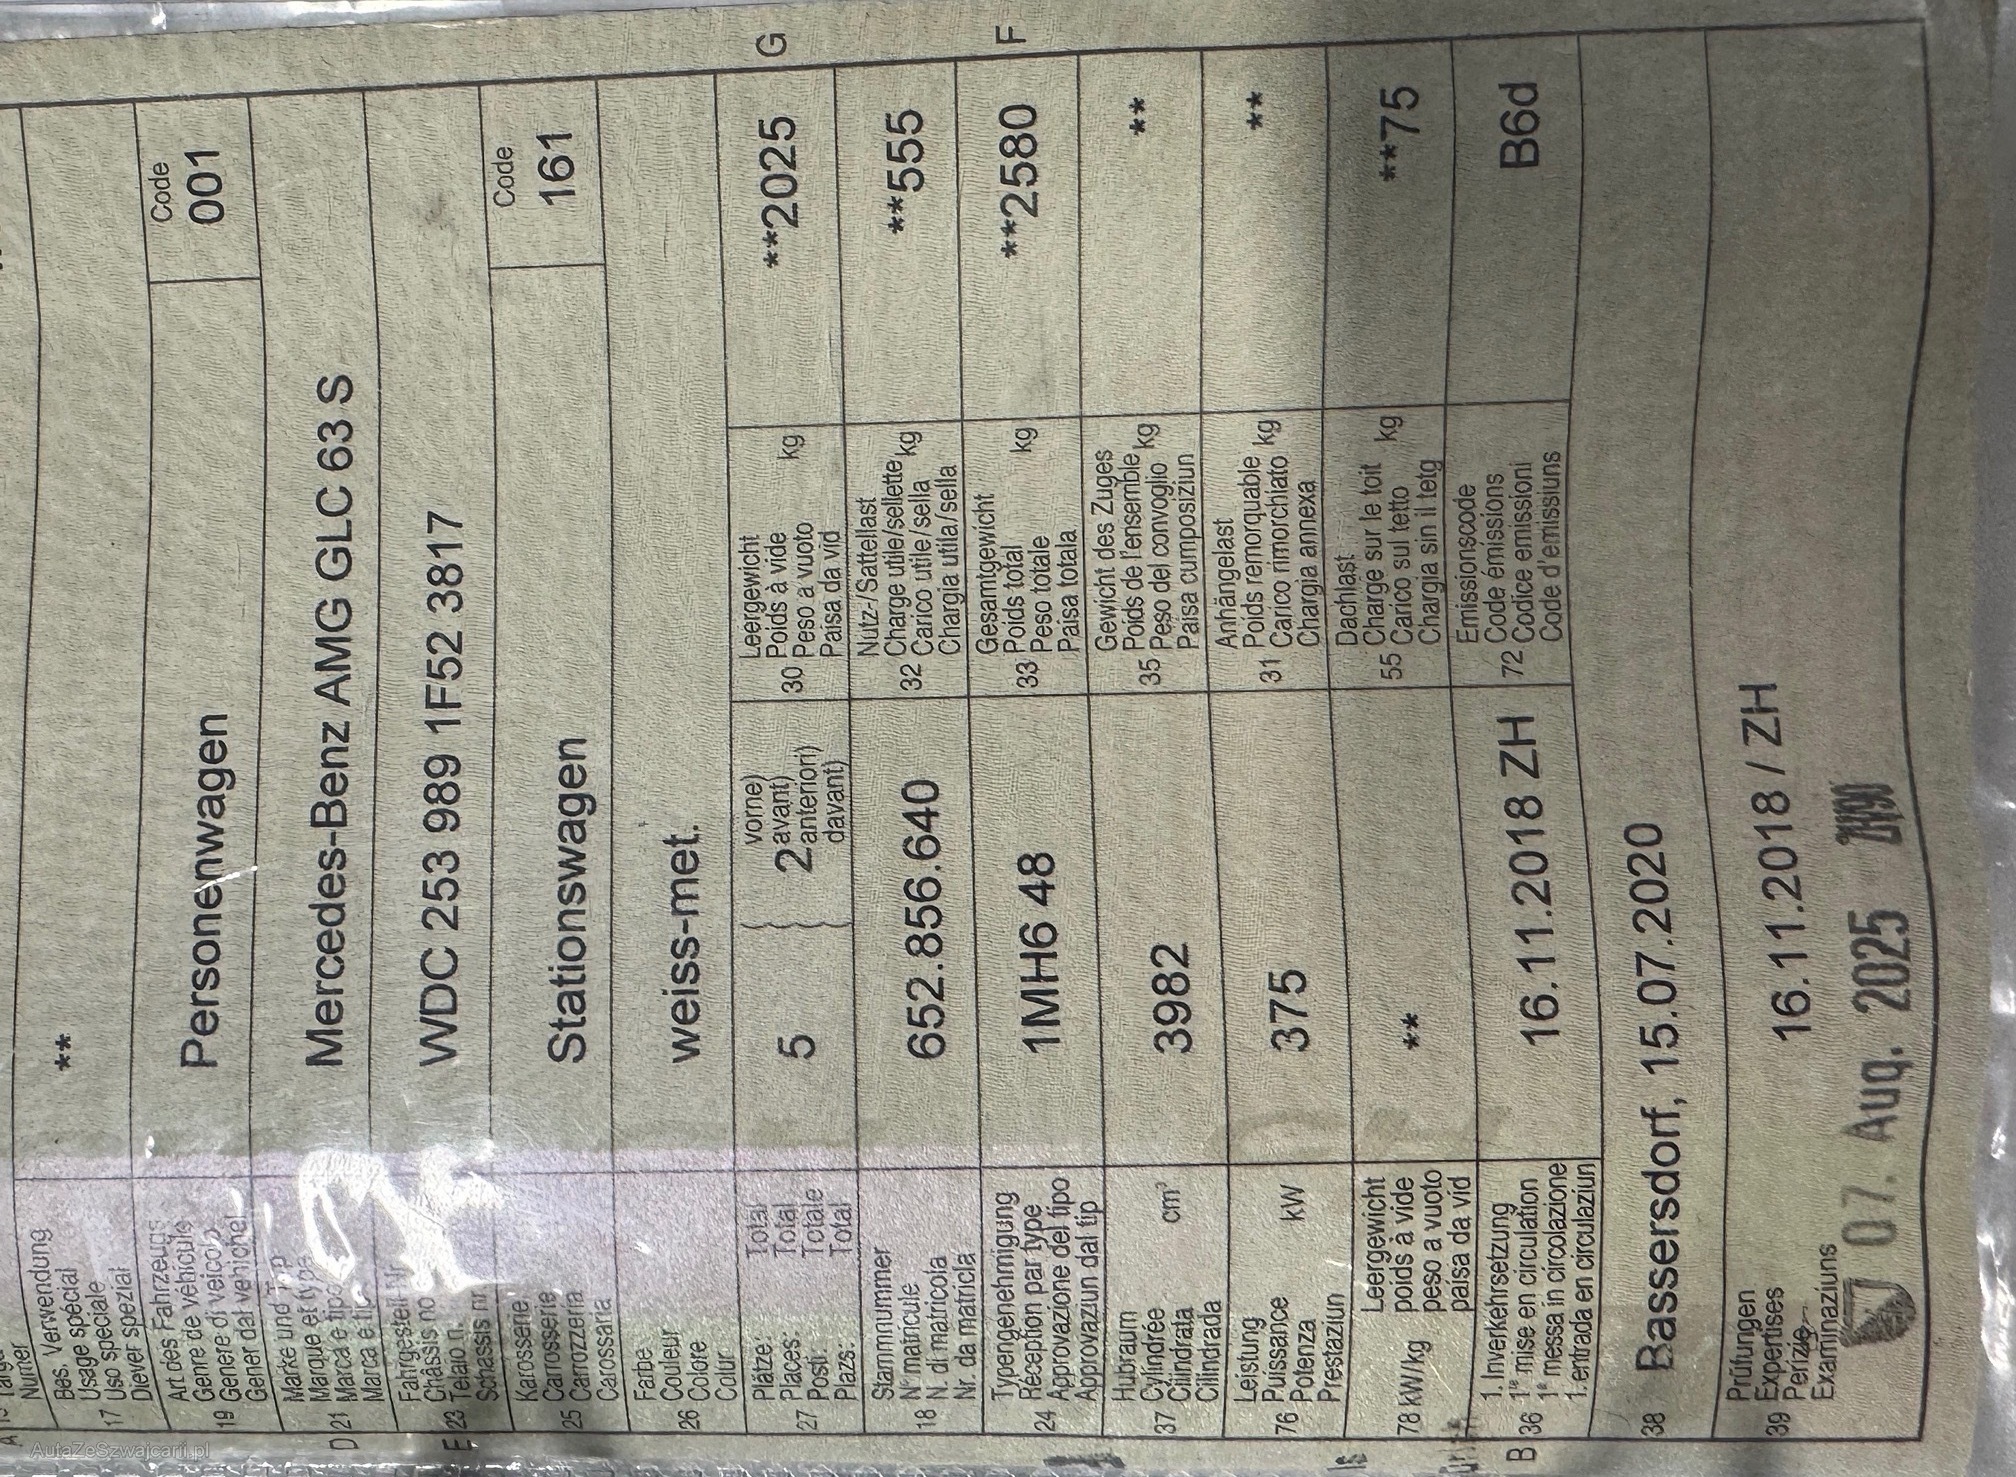 Numer
Bes. Verwendung
Usage spécial
17 Uso speciale
Diever spezial
**
Art des Fahrzeugs
Genre de véhicule
19 Genere di veicolo
Gener dal vehichel
Personenwagen
Code
001
Marke und Typ
Marque et type
D 21 Marca e tipo
Marca e tip
Mercedes-Benz AMG GLC 63 S
Fahrgestell-Nr.
Châssis no
E 23 Telaio n.
Schassis nr.
WDC 253 989 1F52 3817
Karosserie
Carrosserie
25 Carrozzeria
Carossara
Stationswagen
Code
161
Farbe
Couleur
26 Colore
Colur
weiss-met.
Plätze: Total
Places: Total
27 Posti: Totale
Plazs: Total
5
2
vorne)
avant)
anteriori)
davant)
Leergewicht
Poids à vide
30 Peso a vuoto kg
Paisa da vid
**2025
G
Stammnummer
N° matricule
18 N. di matricola
Nr. da matricla
652.856.640
Nutz-/Sattellast
Charge utile/sellette
32 Carico utile/sella kg
Chargia utila/sella
**555
Typengenehmigung
Réception par type
24 Approvazione del tipo
Approvaziun dal tip
1MH6 48
Gesamtgewicht
Poids total
33 Peso totale kg
Paisa totala
**2580
F
Hubraum
Cylindrée
37 Cilindrata cm³
Cilindrada
3982
Gewicht des Zuges
Poids de l'ensemble
35 Peso del convoglio kg
Paisa cumposiziun
**
Leistung
Puissance
76 Potenza kW
Prestaziun
375
Anhängelast
Poids remorquable
31 Carico rimorchiato kg
Chargia annexa
**
78 kW/kg
Leergewicht
poids à vide
peso a vuoto
paisa da vid
**
Dachlast
Charge sur le toit
55 Carico sul tetto kg
Chargia sin il tetg
**75
1. Inverkehrsetzung
1re mise en circulation
B 36 1a messa in circolazione
1. entrada en circulaziun
16.11.2018 ZH
Emissionscode
Code émissions
72 Codice emissioni
Code d'emissiuns
B6d
38 Bassersdorf, 15.07.2020
Prüfungen
Expertises
39 Perizie
Examinaziuns
16.11.2018 / ZH
07. Aug. 2025
AutaZeSzwajcarii.pl